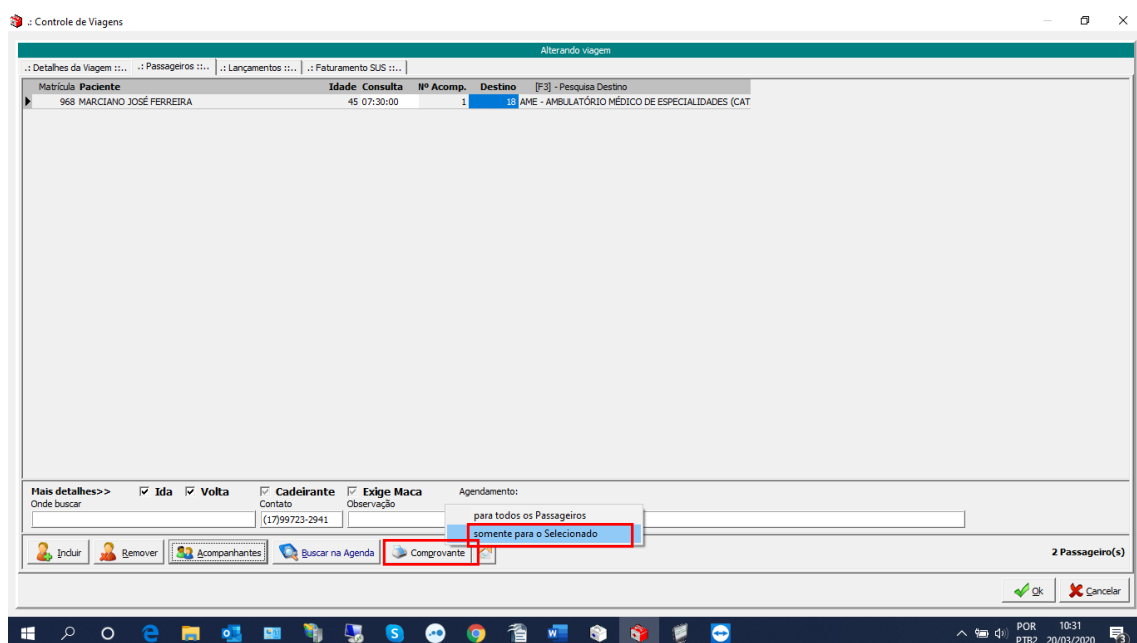 .: Controle de Viagens
Alterando viagem
.: Detalhes da Viagem ::.. .: Passageiros ::.. .: Lançamentos ::.. .: Faturamento SUS ::..
Matrícula Paciente Idade Consulta Nº Acomp. Destino [F3] - Pesquisa Destino
968 MARCIANO JOSÉ FERREIRA 45 07:30:00 1 18 AME - AMBULATÓRIO MÉDICO DE ESPECIALIDADES (CAT
Mais detalhes>> Ida Volta Cadeirante Exige Maca Agendamento:
Onde buscar Contato Observação
(17)99723-2941
para todos os Passageiros
somente para o Selecionado
Incluir Remover Acompanhantes Buscar na Agenda Comprovante 2 Passageiro(s)
Ok Cancelar
POR 10:31
PTB2 20/03/2020